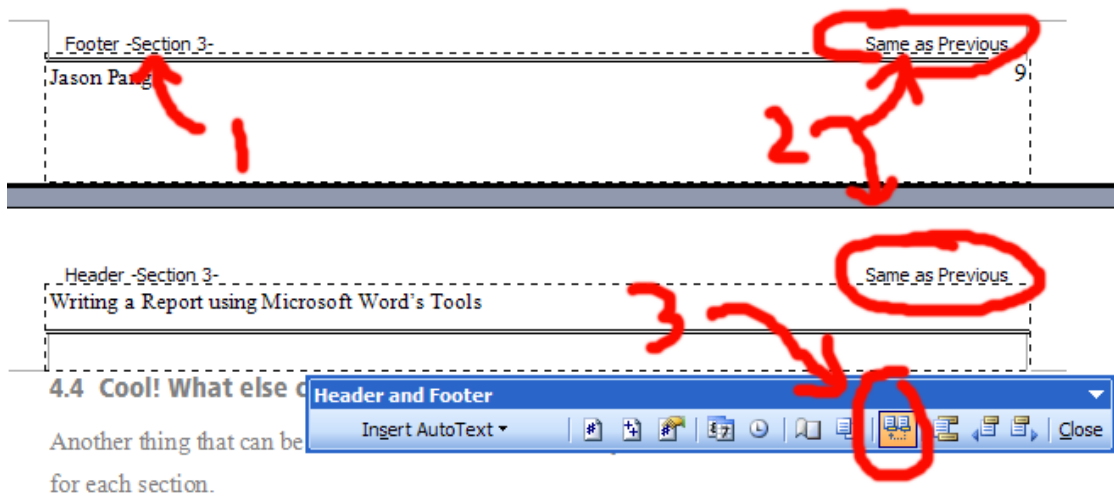 Footer -Section 3- Same as Previous
Jason Pang 9
1
2
Header -Section 3- Same as Previous
Writing a Report using Microsoft Word's Tools
3
4.4 Cool! What else c
Header and Footer
Insert AutoText Close
Another thing that can be
for each section.